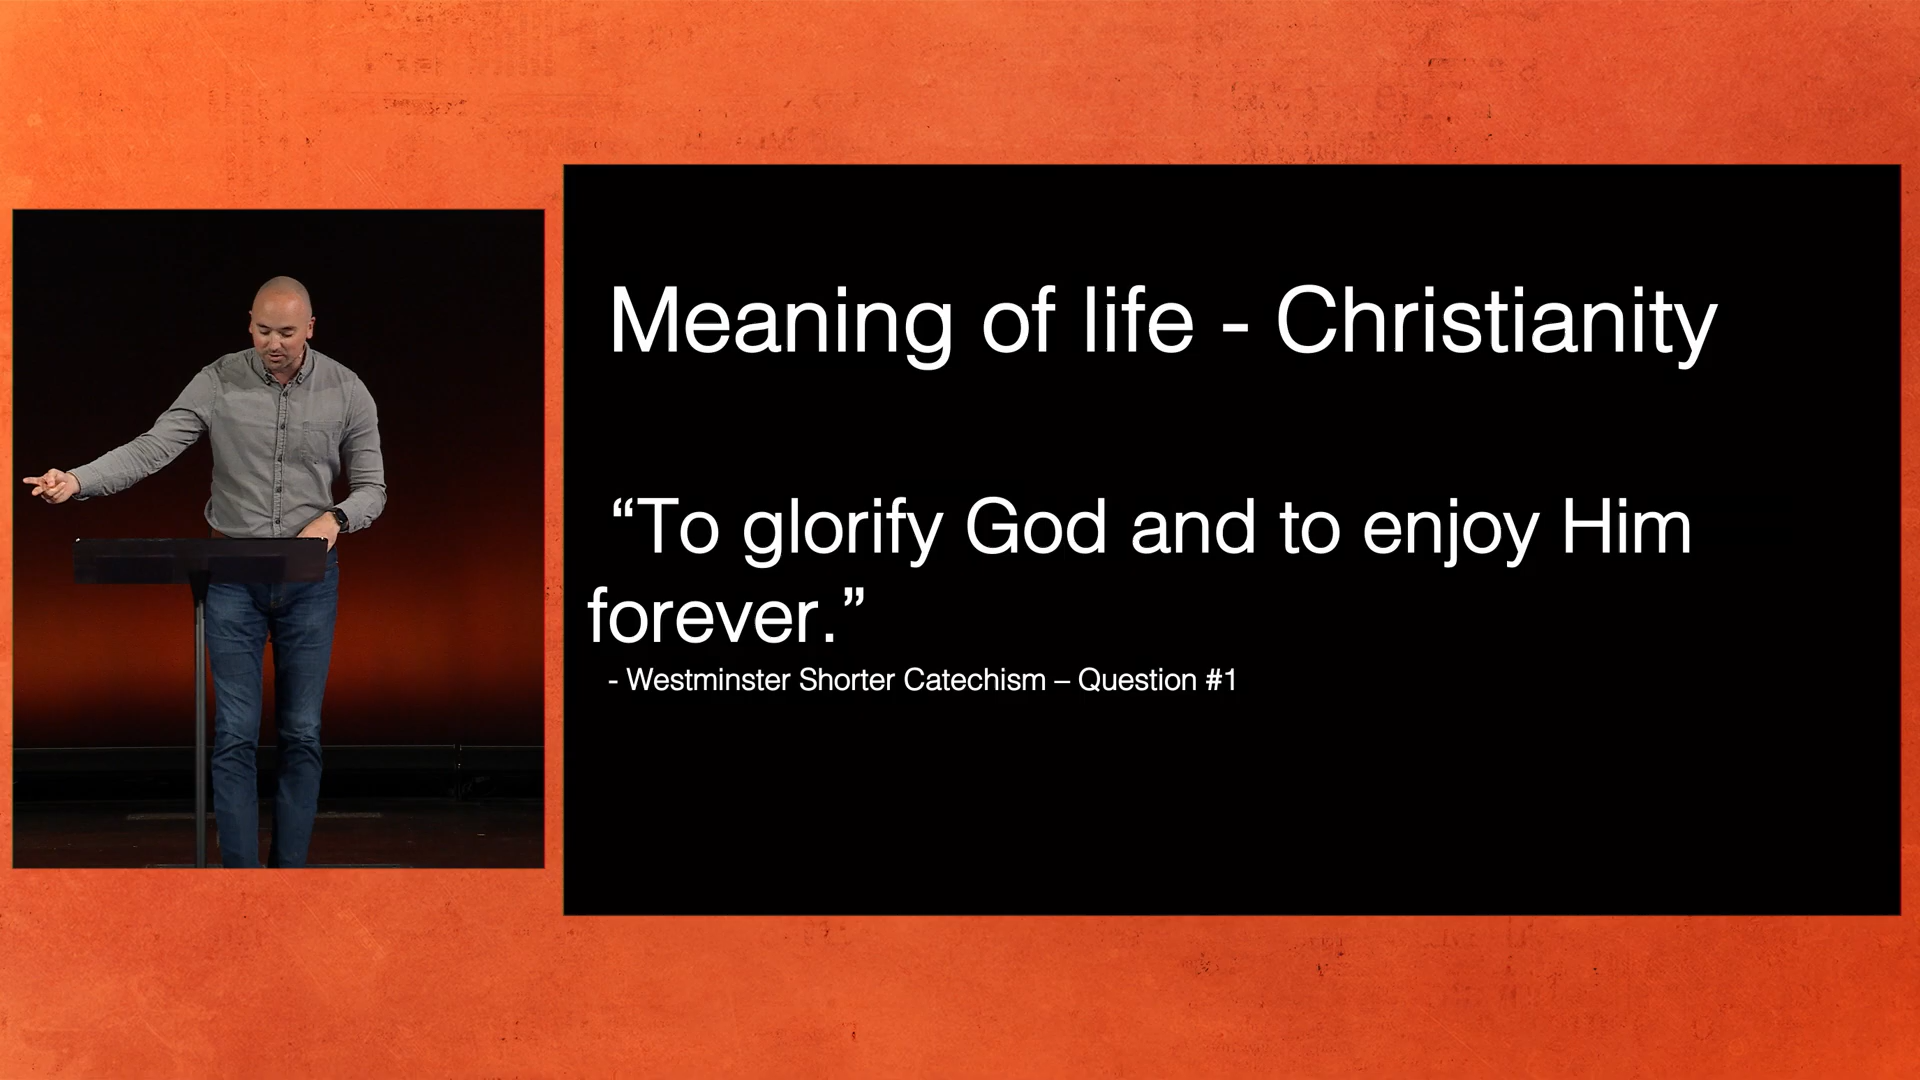 Meaning of life - Christianity
“To glorify God and to enjoy Him
forever.”
- Westminster Shorter Catechism – Question #1